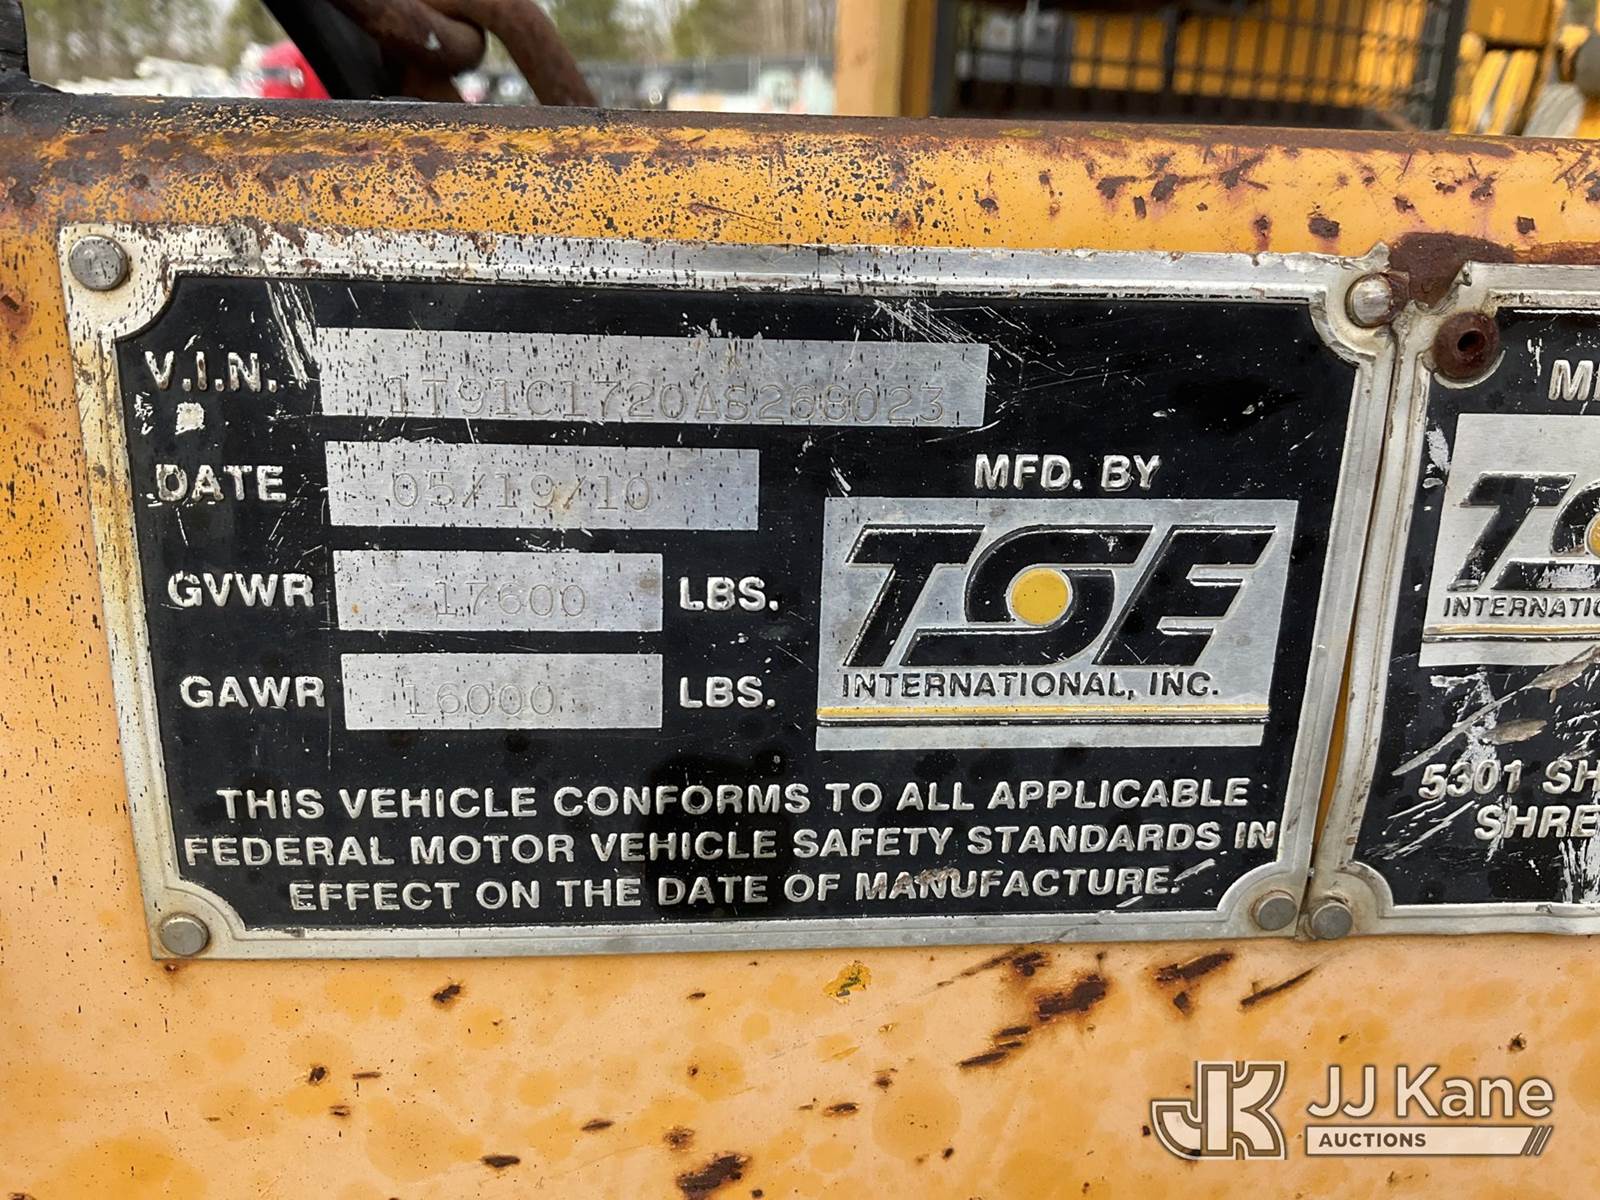 V.I.N. 1T91C1720AS268023
DATE 05/19/10
GVWR 17600 LBS.
GAWR 16000 LBS.
MFD. BY
TSE
INTERNATIONAL, INC.
THIS VEHICLE CONFORMS TO ALL APPLICABLE
FEDERAL MOTOR VEHICLE SAFETY STANDARDS IN
EFFECT ON THE DATE OF MANUFACTURE.
5301
JK JJ Kane
AUCTIONS